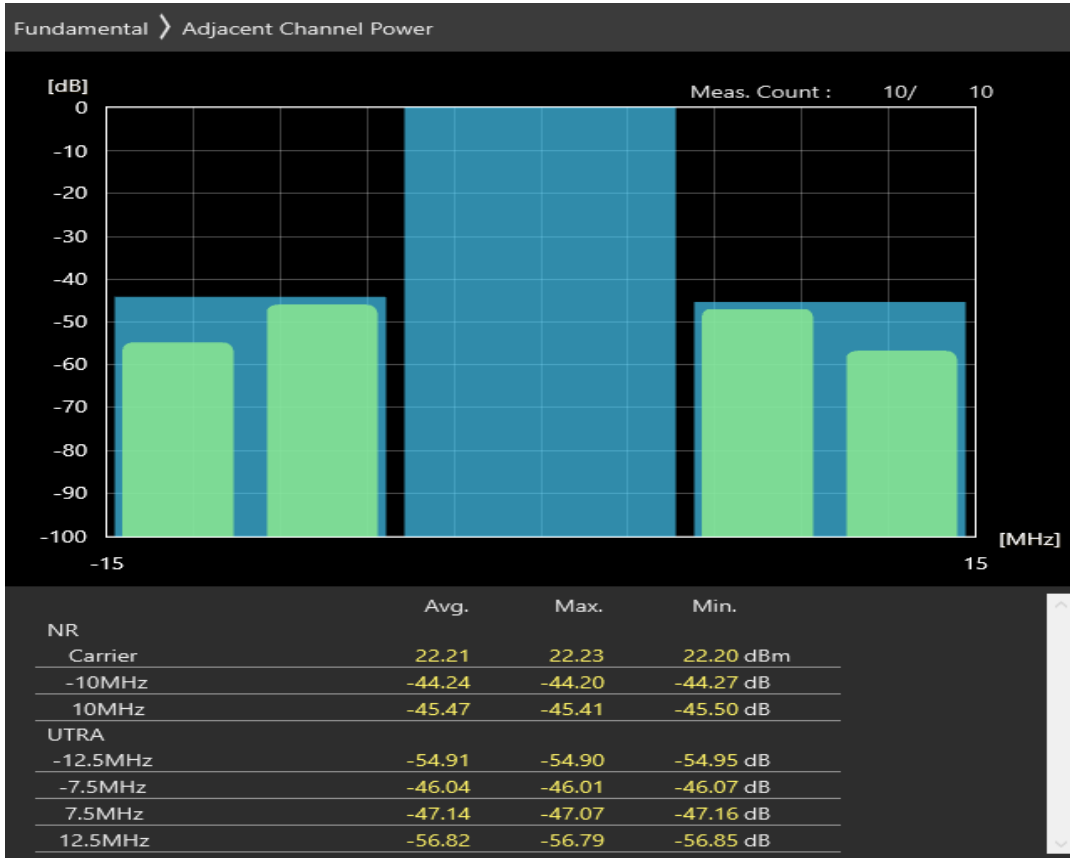 Fundamental 〉 Adjacent Channel Power
[dB]
Meas. Count : 10/ 10
0
-10
-20
-30
-40
-50
-60
-70
-80
-90
-100
[MHz]
-15 15
Avg. Max. Min.
NR
Carrier 22.21 22.23 22.20 dBm
-10MHz -44.24 -44.20 -44.27 dB
10MHz -45.47 -45.41 -45.50 dB
UTRA
-12.5MHz -54.91 -54.90 -54.95 dB
-7.5MHz -46.04 -46.01 -46.07 dB
7.5MHz -47.14 -47.07 -47.16 dB
12.5MHz -56.82 -56.79 -56.85 dB